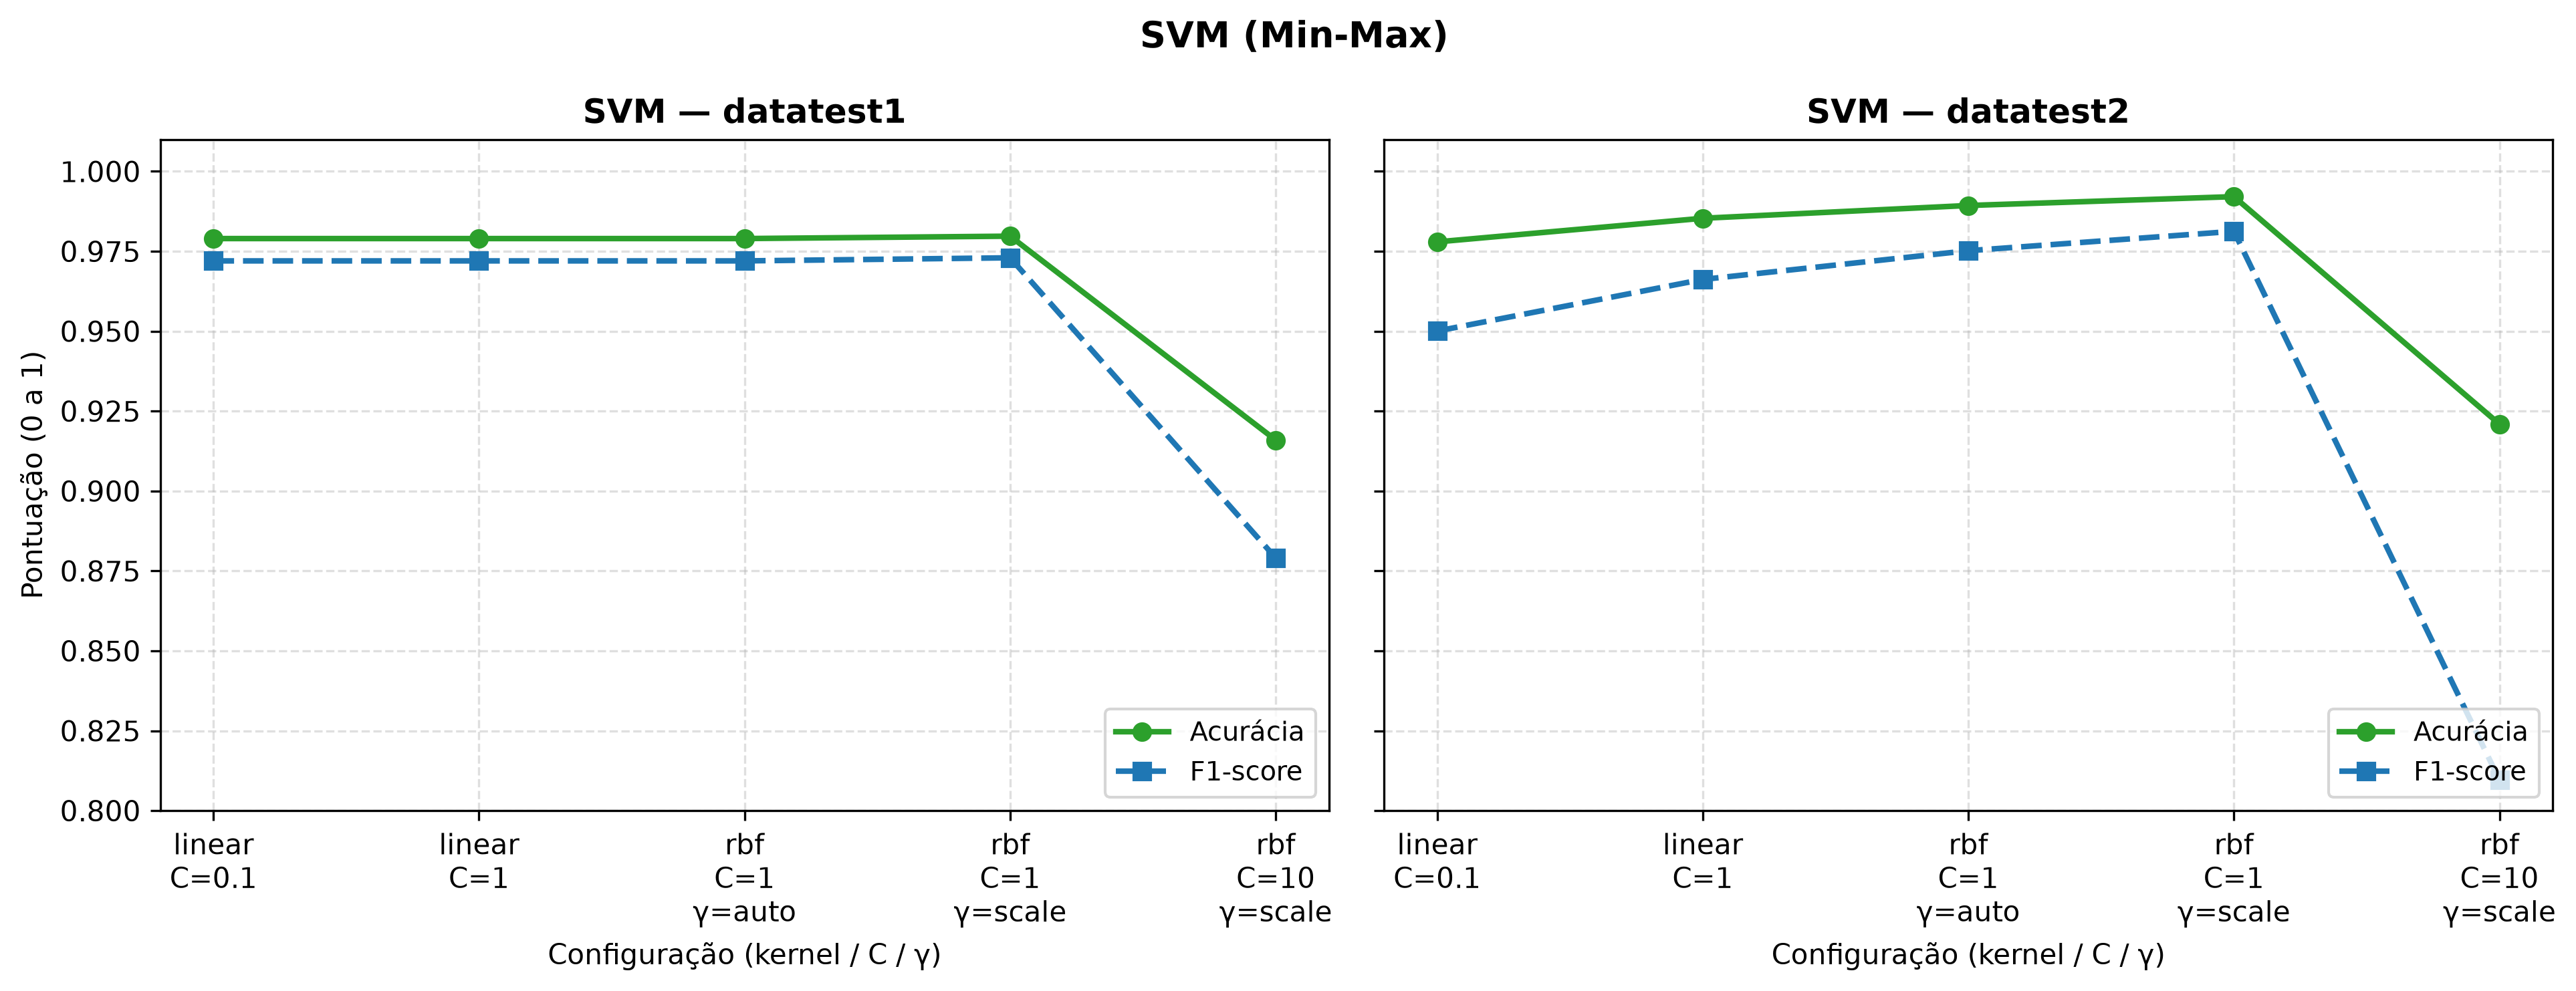 SVM (Min-Max)
SVM — datatest1
1.000
0.975
0.950
0.925
0.900
0.875
0.850
0.825
0.800
Pontuação (0 a 1)
Acurácia
F1-score
linear
C=0.1
linear
C=1
rbf
C=1
γ=auto
rbf
C=1
γ=scale
rbf
C=10
γ=scale
Configuração (kernel / C / γ)
SVM — datatest2
Acurácia
F1-score
linear
C=0.1
linear
C=1
rbf
C=1
γ=auto
rbf
C=1
γ=scale
rbf
C=10
γ=scale
Configuração (kernel / C / γ)